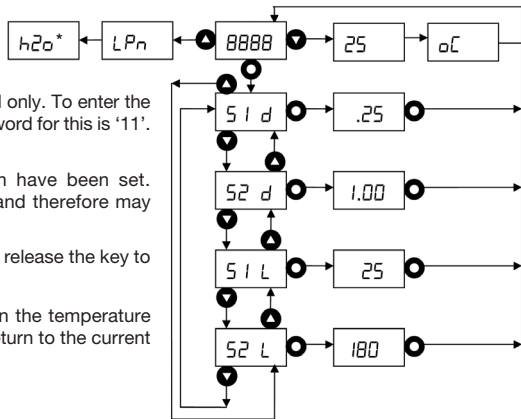 h2o* LPn 8888 25 oC
l only. To enter the
word for this is ‘11’.
S1 d .25
n have been set.
and therefore may
S2 d 1.00
release the key to
S1 L 25
n the temperature
eturn to the current
S2 L 180